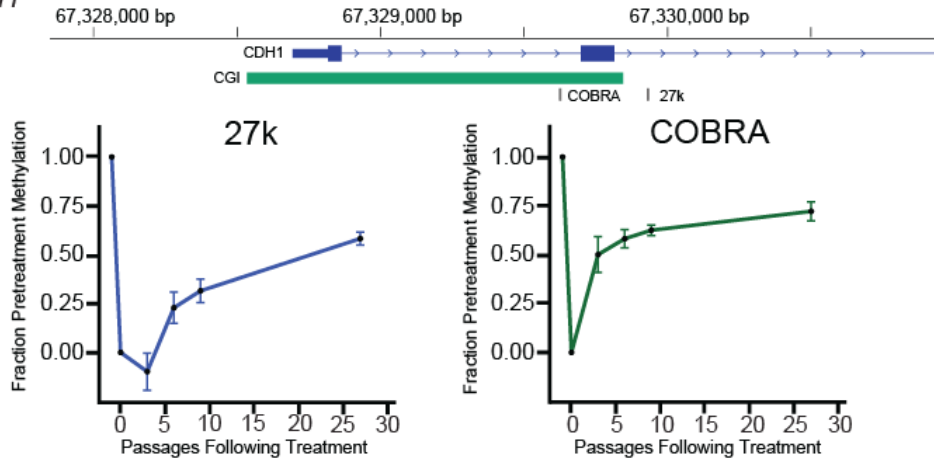 67,328,000 bp 67,329,000 bp 67,330,000 bp
CDH1
CGI
COBRA 27k
27k
Fraction Pretreatment Methylation
1.00
0.75
0.50
0.25
0.00
0 5 10 15 20 25 30
Passages Following Treatment
COBRA
Fraction Pretreatment Methylation
1.00
0.75
0.50
0.25
0.00
0 5 10 15 20 25 30
Passages Following Treatment